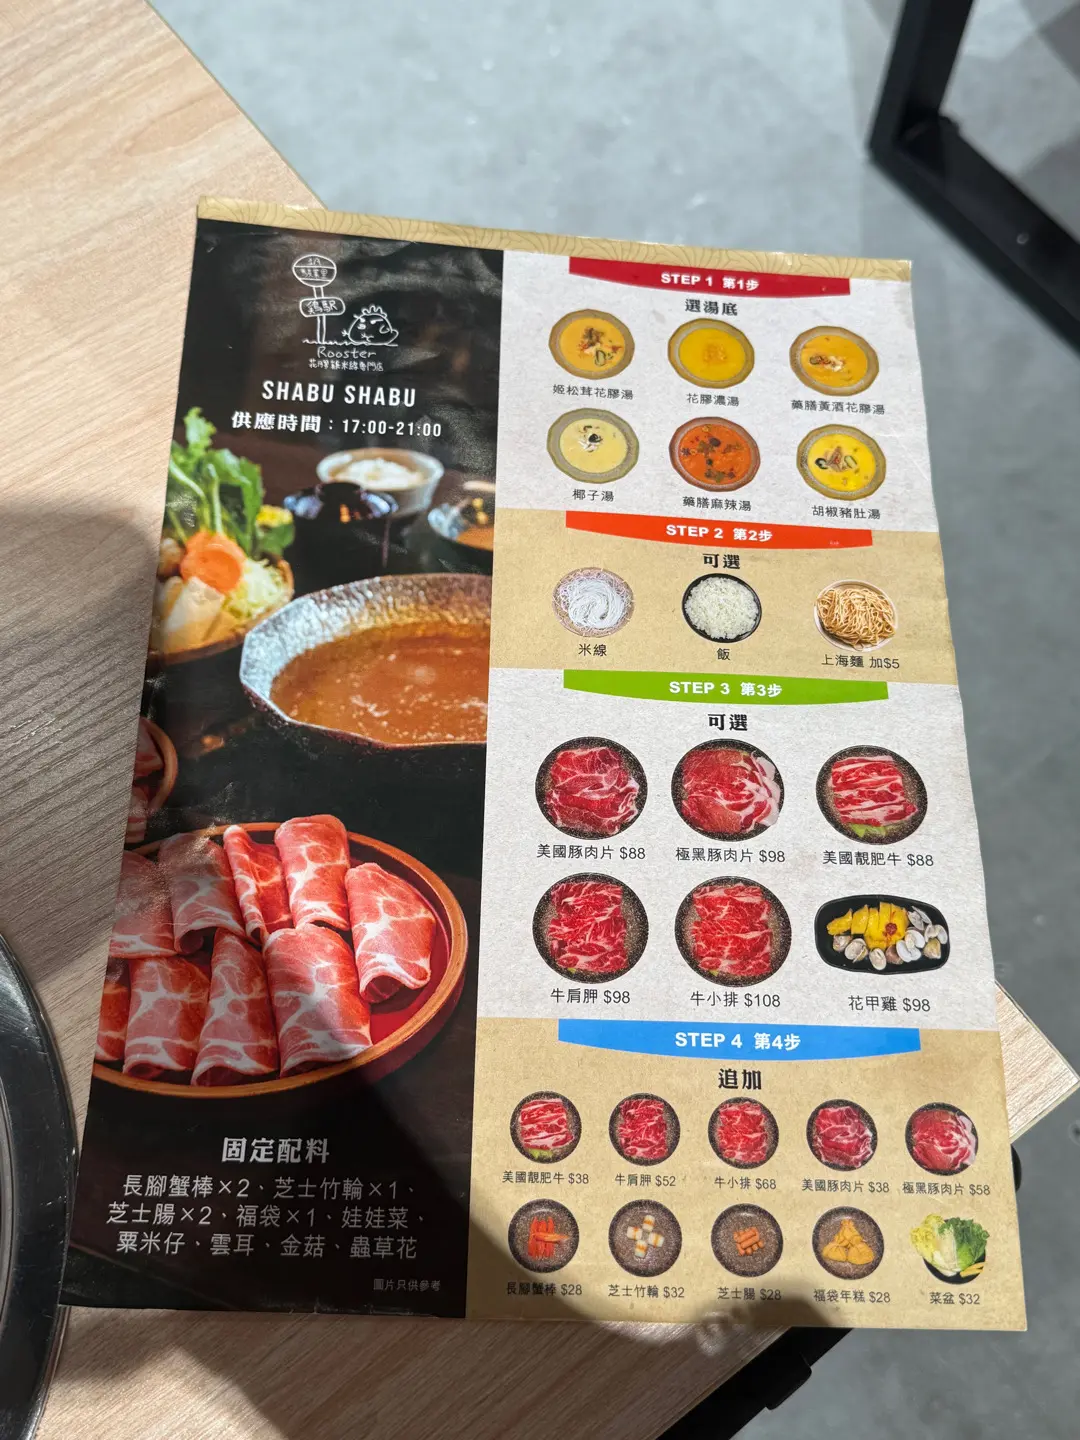 鷄駅
Rooster
花膠雞米線專門店
SHABU SHABU
供應時間：17:00-21:00
固定配料
長腳蟹棒×2、芝士竹輪×1、
芝士腸×2、福袋×1、娃娃菜、
粟米仔、雲耳、金菇、蟲草花
圖片只供參考
STEP 1 第1步
選湯底
姬松茸花膠湯
花膠濃湯
藥膳黃酒花膠湯
椰子湯
藥膳麻辣湯
胡椒豬肚湯
STEP 2 第2步
可選
米線
飯
上海麵 加$5
STEP 3 第3步
可選
美國豚肉片 $88
極黑豚肉片 $98
美國靚肥牛 $88
牛肩胛 $98
牛小排 $108
花甲雞 $98
STEP 4 第4步
追加
美國靚肥牛 $38
牛肩胛 $52
牛小排 $68
美國豚肉片 $38
極黑豚肉片 $58
長腳蟹棒 $28
芝士竹輪 $32
芝士腸 $28
福袋年糕 $28
菜盆 $32